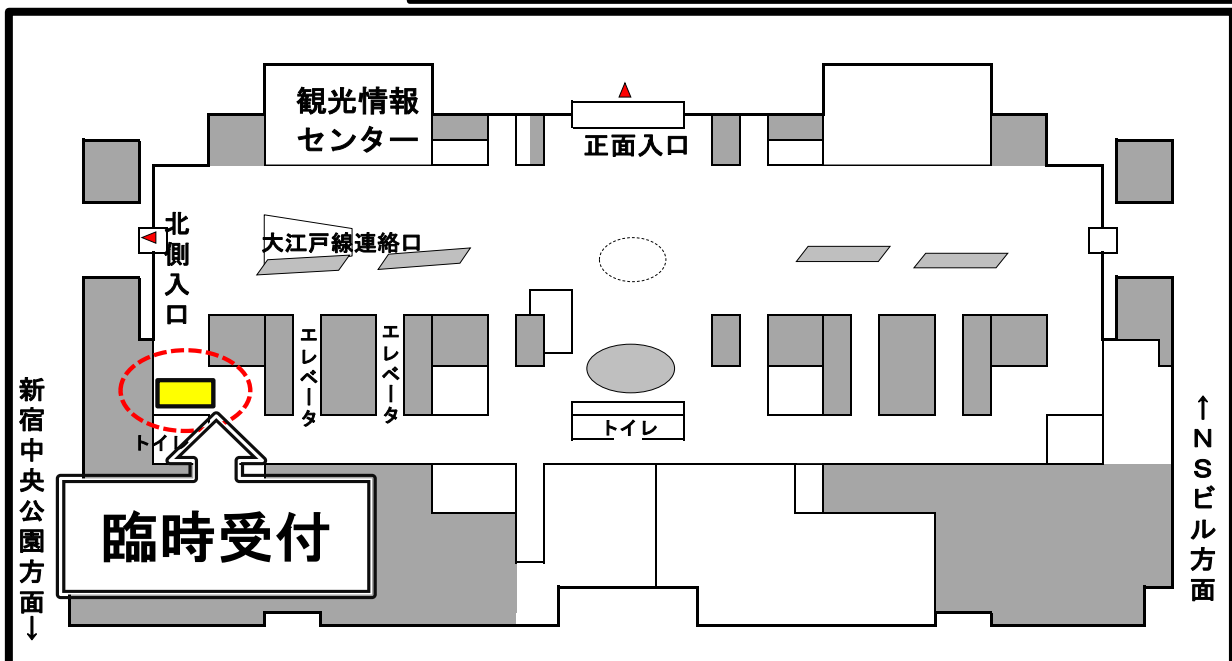 観光情報
センター
正面入口
北側入口
大江戸線連絡口
エレベータ
エレベータ
トイレ
トイレ
臨時受付
新宿中央公園方面↓
↑NSビル方面